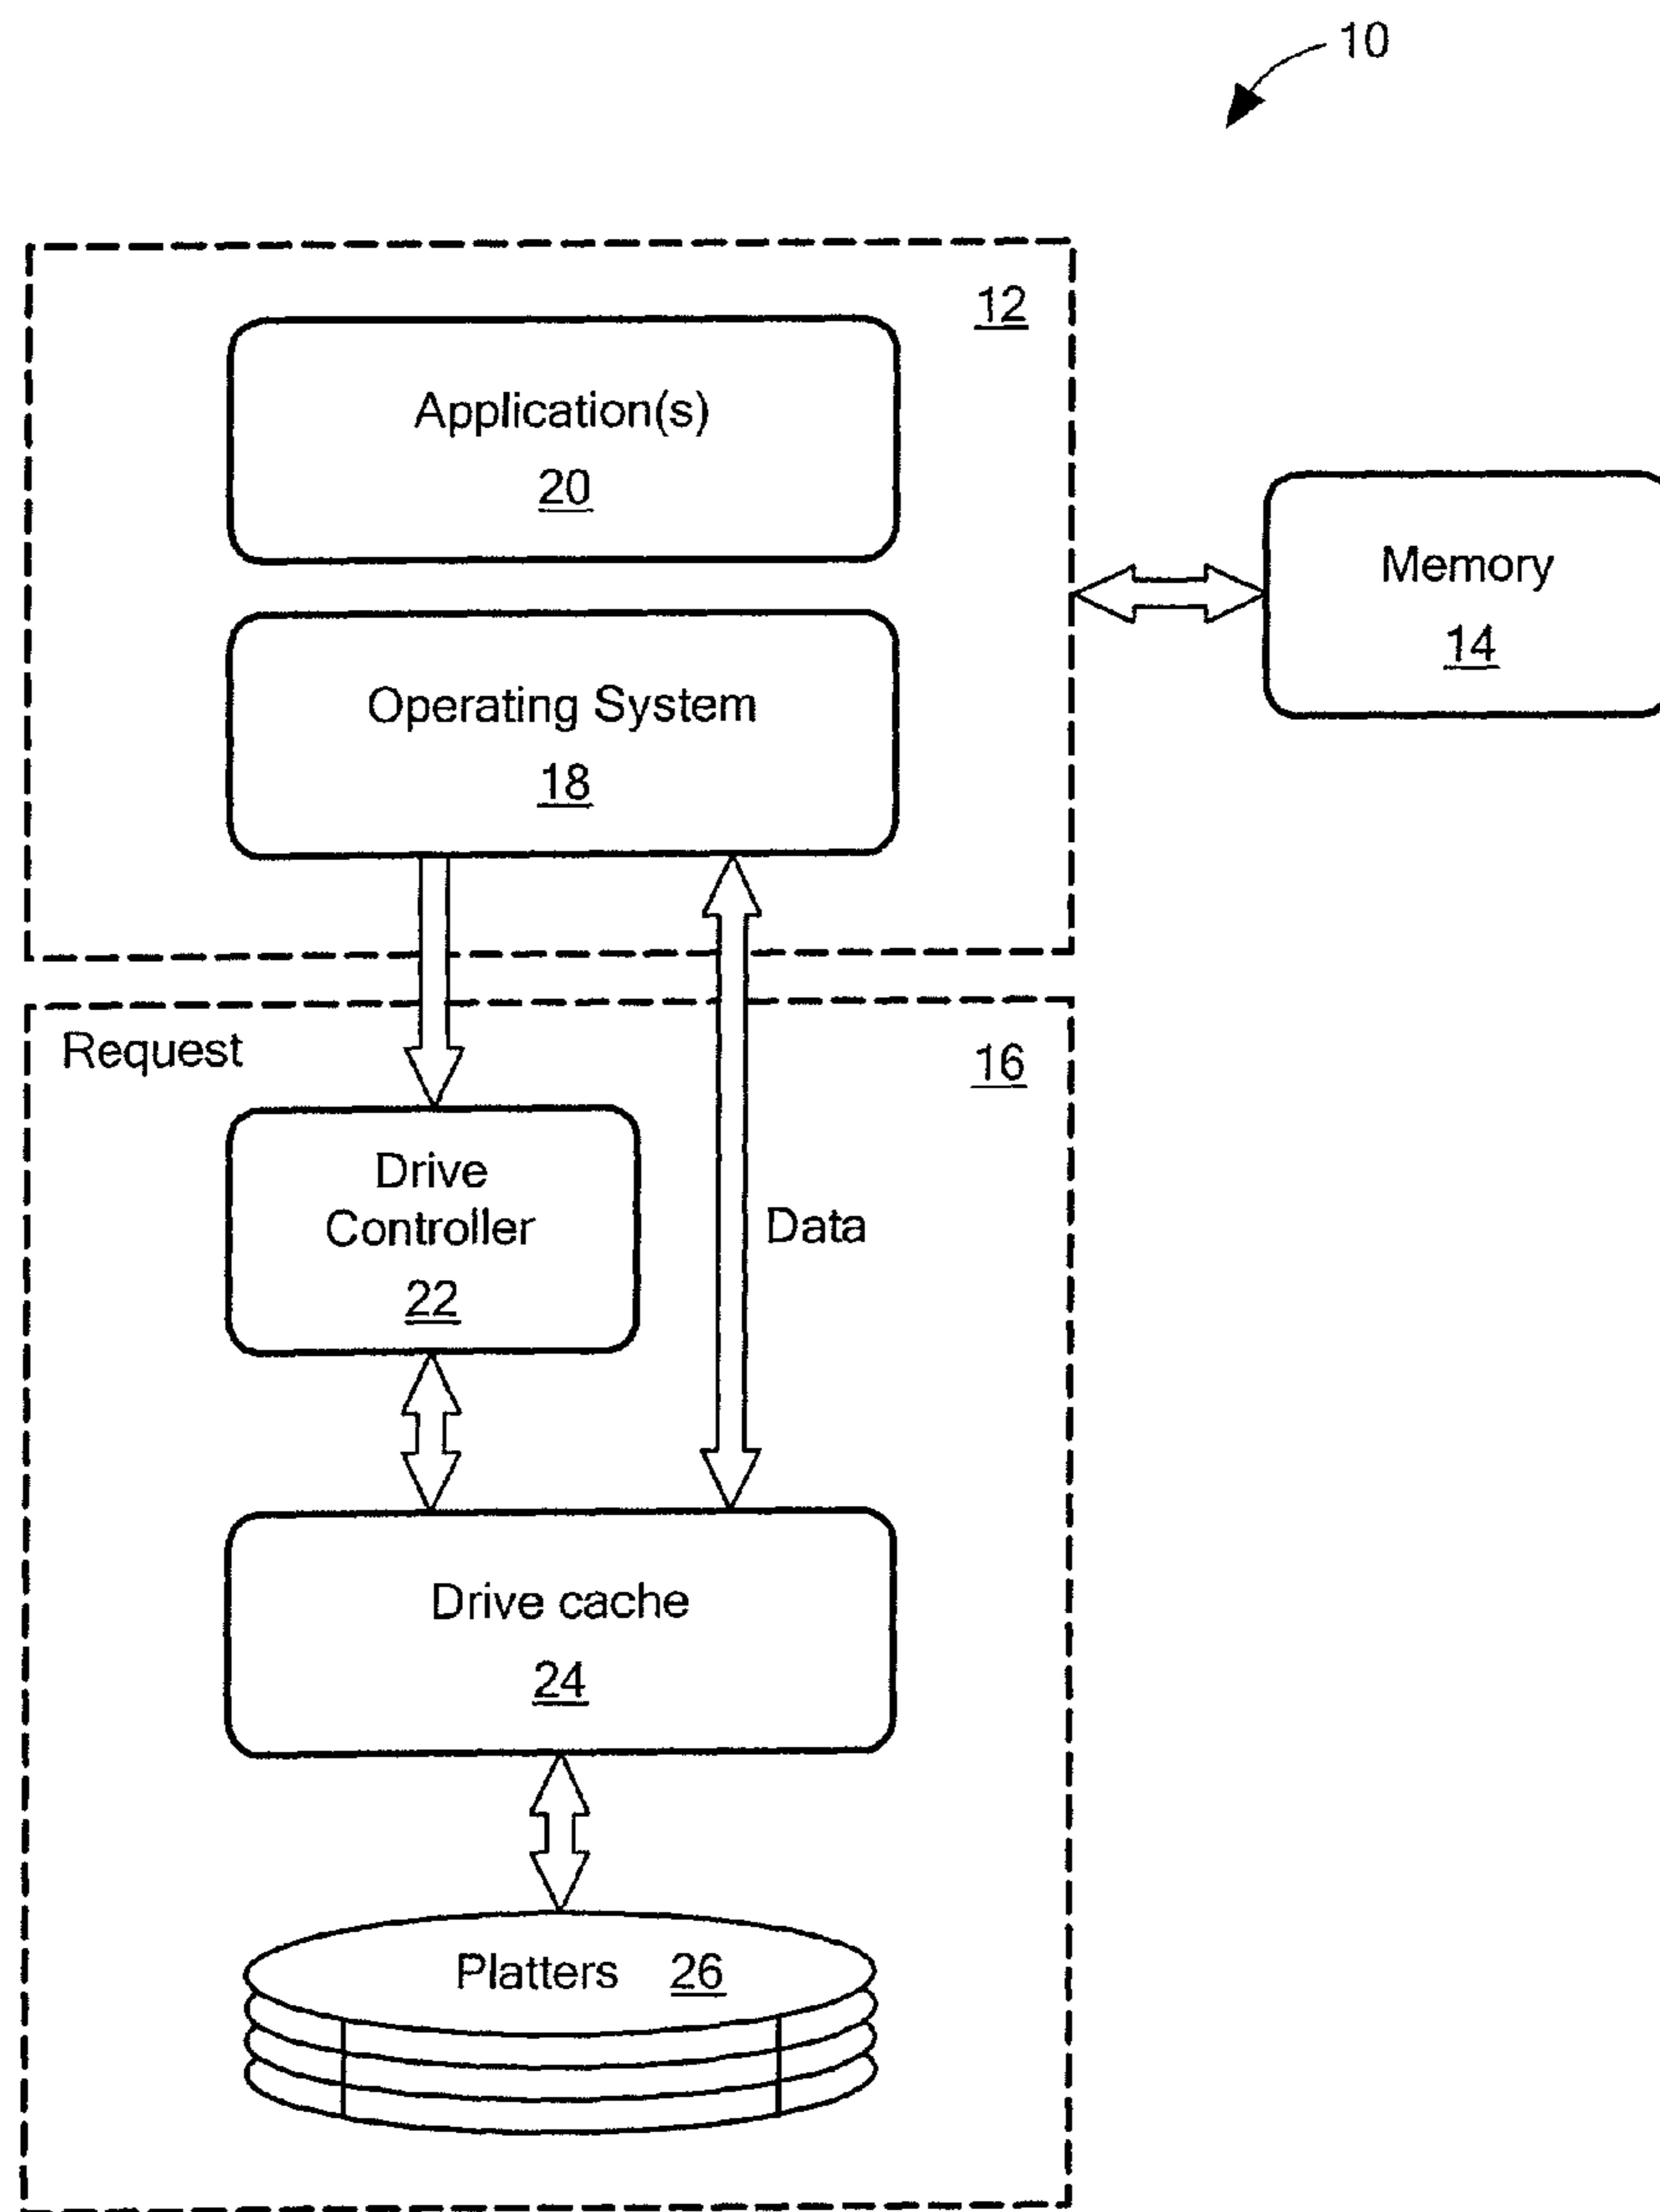 10
12
Application(s)
20
Operating System
18
Memory
14
Request
16
Drive
Controller
22
Data
Drive cache
24
Platters 26